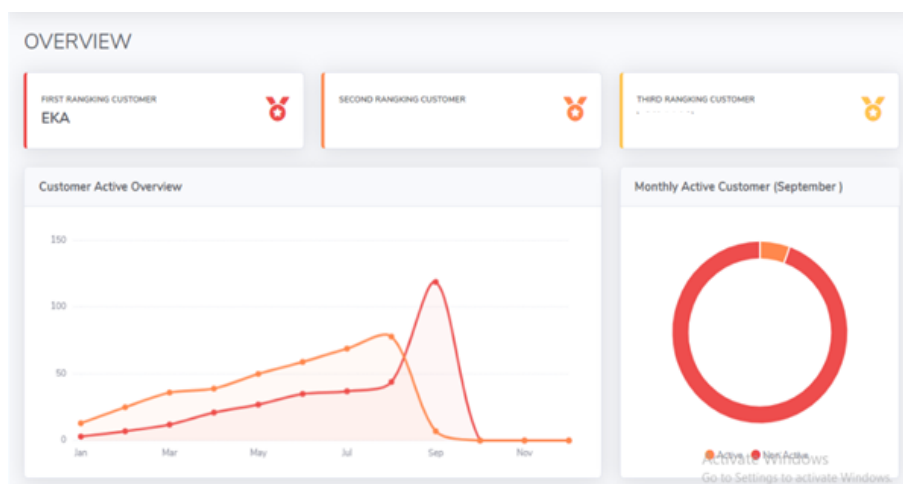 OVERVIEW
FIRST RANGKING CUSTOMER
EKA
SECOND RANGKING CUSTOMER
THIRD RANGKING CUSTOMER
Customer Active Overview
150
100
50
0
Jan
Mar
May
Jul
Sep
Nov
Monthly Active Customer (September )
Active
Non Active
Activate Windows
Go to Settings to activate Windows.